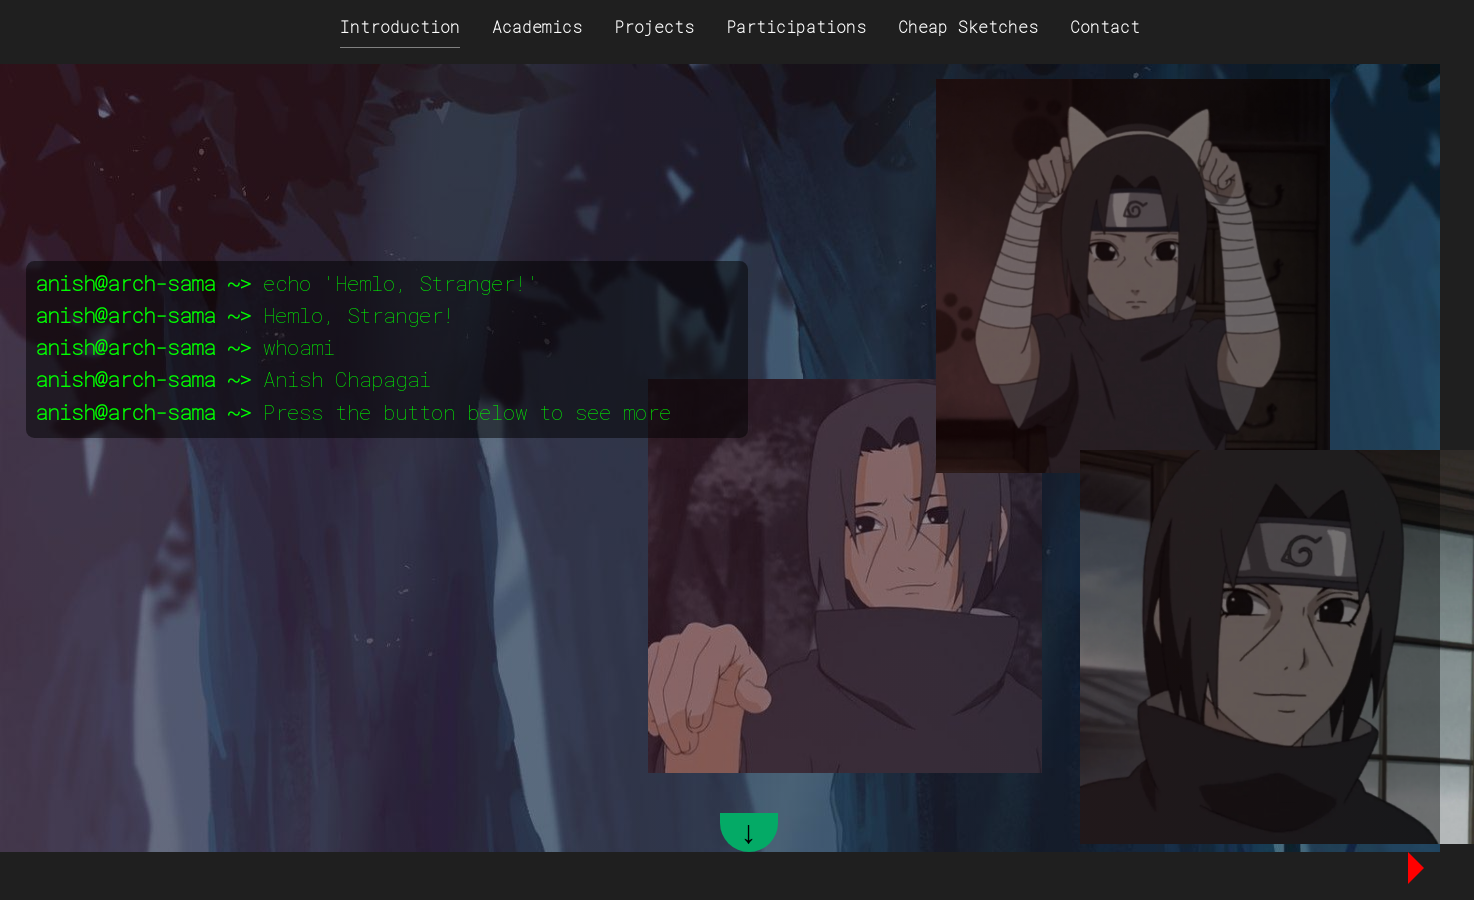 Introduction Academics Projects Participations Cheap Sketches Contact
anish@arch-sama ~> echo 'Hemlo, Stranger!'
anish@arch-sama ~> Hemlo, Stranger!
anish@arch-sama ~> whoami
anish@arch-sama ~> Anish Chapagai
anish@arch-sama ~> Press the button below to see more
↓